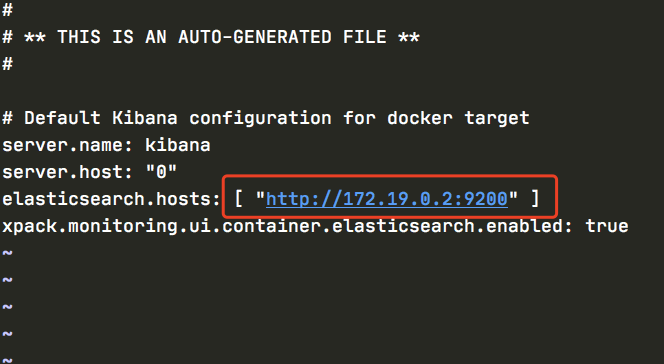 #
# ** THIS IS AN AUTO-GENERATED FILE **
#
# Default Kibana configuration for docker target
server.name: kibana
server.host: "0"
elasticsearch.hosts: [ "http://172.19.0.2:9200" ]
xpack.monitoring.ui.container.elasticsearch.enabled: true
~
~
~
~
~